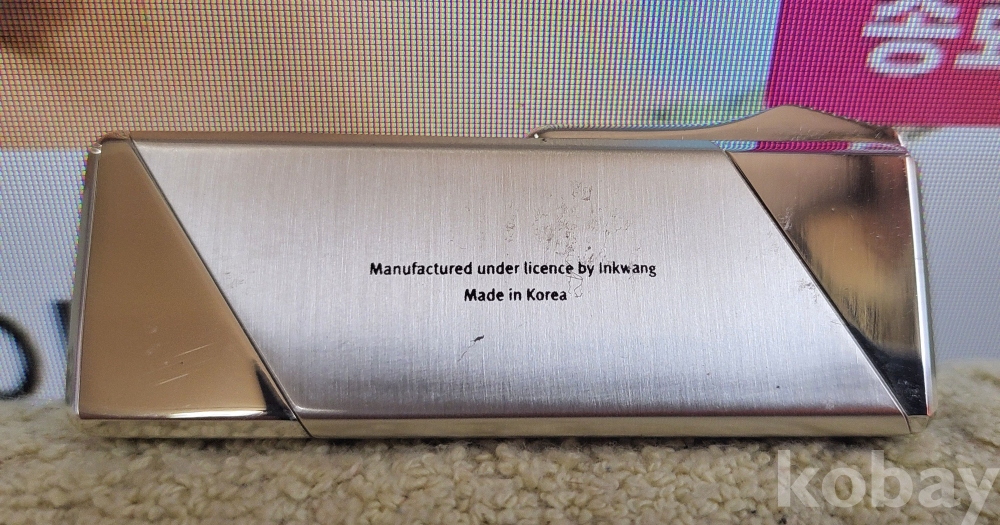 Manufactured under licence by Inkwang
Made in Korea
kobay